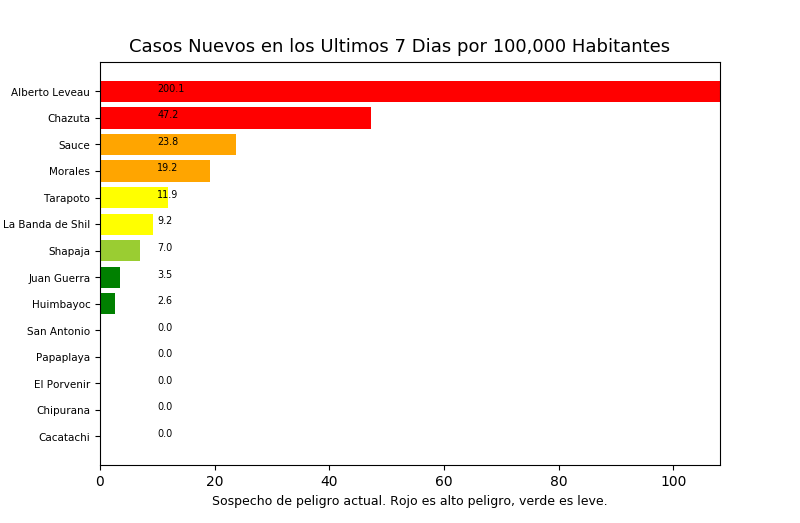 Casos Nuevos en los Ultimos 7 Dias por 100,000 Habitantes
Alberto Leveau 200.1
Chazuta 47.2
Sauce 23.8
Morales 19.2
Tarapoto 11.9
La Banda de Shil 9.2
Shapaja 7.0
Juan Guerra 3.5
Huimbayoc 2.6
San Antonio 0.0
Papaplaya 0.0
El Porvenir 0.0
Chipurana 0.0
Cacatachi 0.0
0 20 40 60 80 100
Sospecho de peligro actual. Rojo es alto peligro, verde es leve.